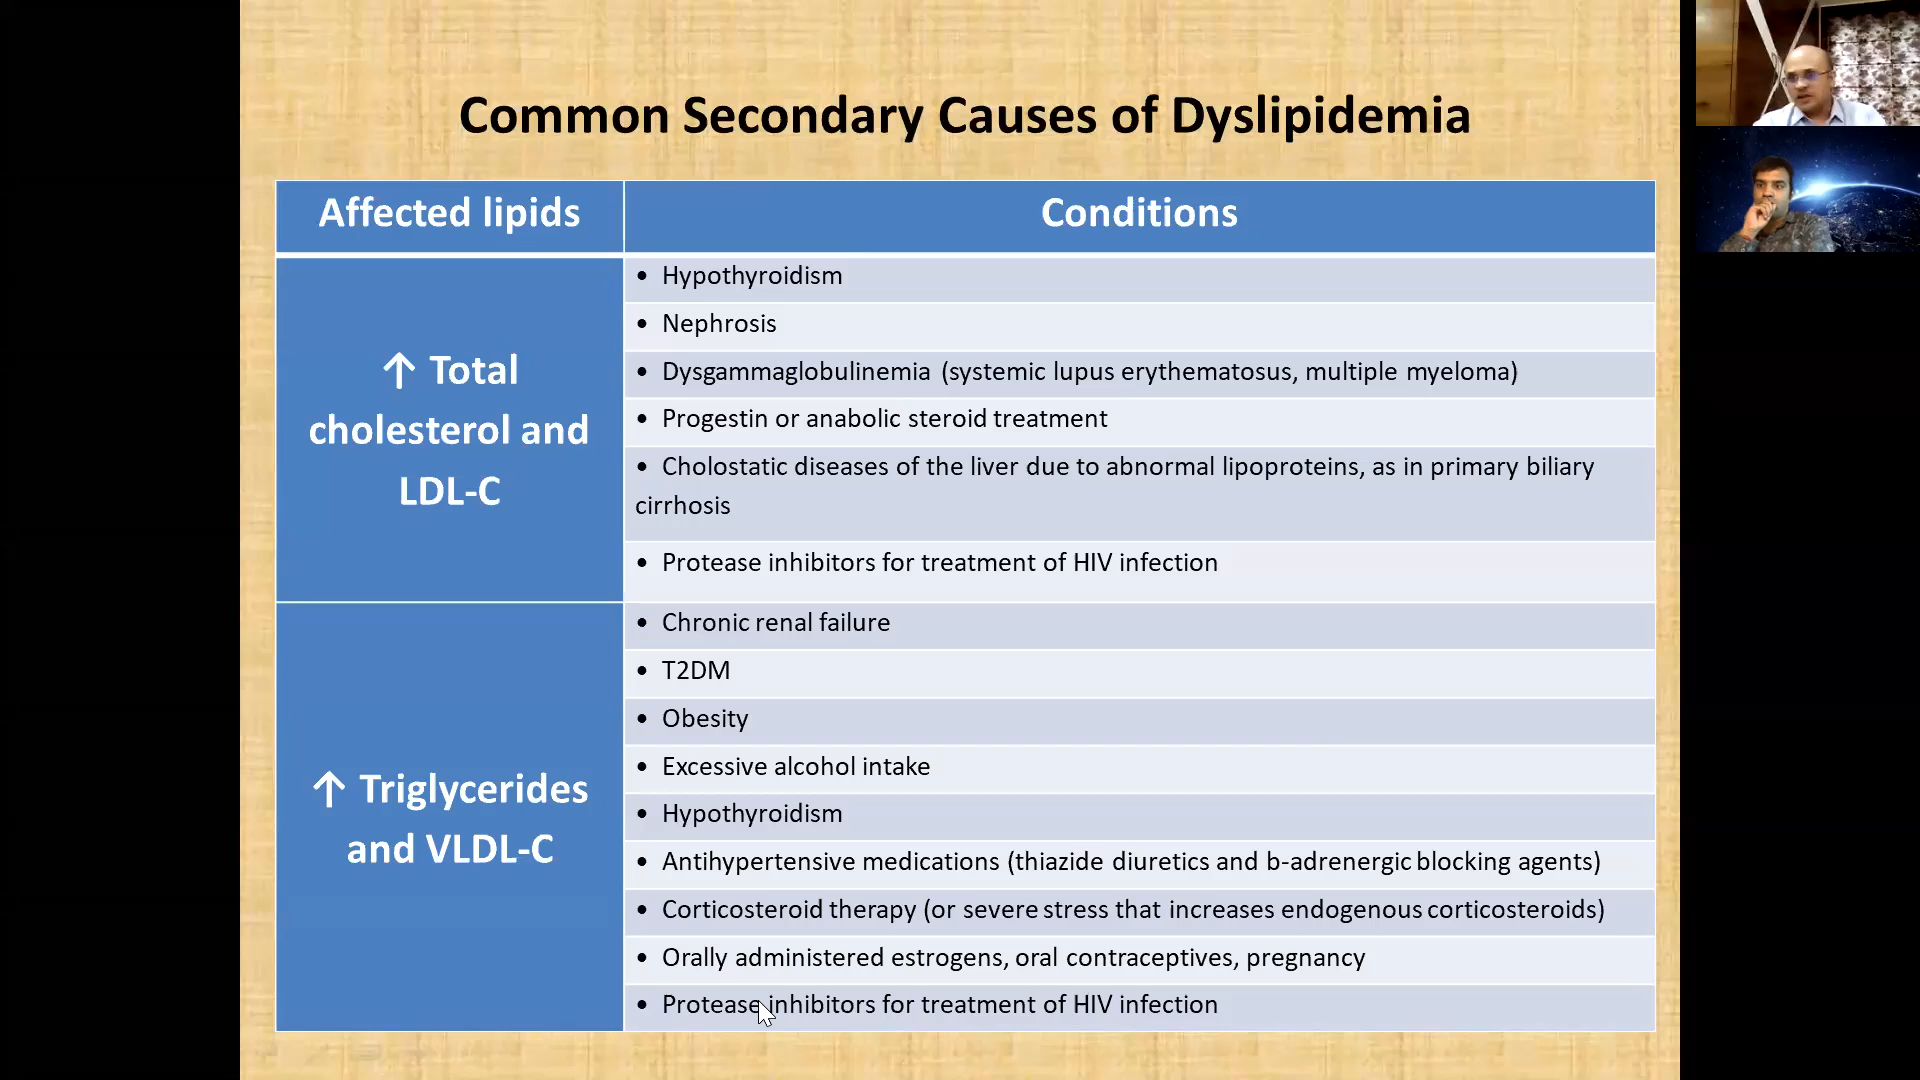 Common Secondary Causes of Dyslipidemia
Affected lipids
Conditions
↑ Total
cholesterol and
LDL-C
• Hypothyroidism
• Nephrosis
• Dysgammaglobulinemia (systemic lupus erythematosus, multiple myeloma)
• Progestin or anabolic steroid treatment
• Cholostatic diseases of the liver due to abnormal lipoproteins, as in primary biliary
cirrhosis
• Protease inhibitors for treatment of HIV infection
↑ Triglycerides
and VLDL-C
• Chronic renal failure
• T2DM
• Obesity
• Excessive alcohol intake
• Hypothyroidism
• Antihypertensive medications (thiazide diuretics and b-adrenergic blocking agents)
• Corticosteroid therapy (or severe stress that increases endogenous corticosteroids)
• Orally administered estrogens, oral contraceptives, pregnancy
• Protease inhibitors for treatment of HIV infection